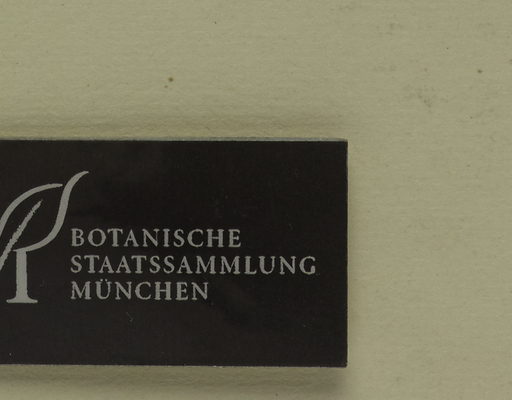 BOTANISCHE
STAATSSAMMLUNG
MÜNCHEN